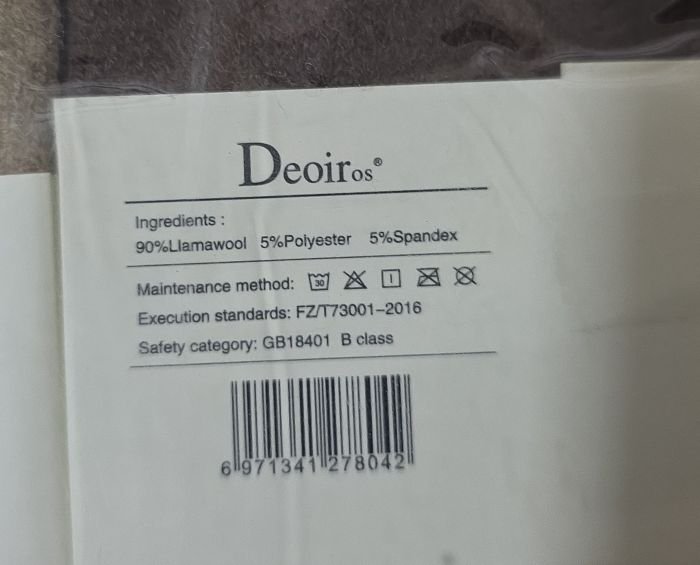 Deoiros®
Ingredients :
90%Llamawool 5%Polyester 5%Spandex
Maintenance method: 30
Execution standards: FZ/T73001-2016
Safety category: GB18401 B class
6 971341 278042